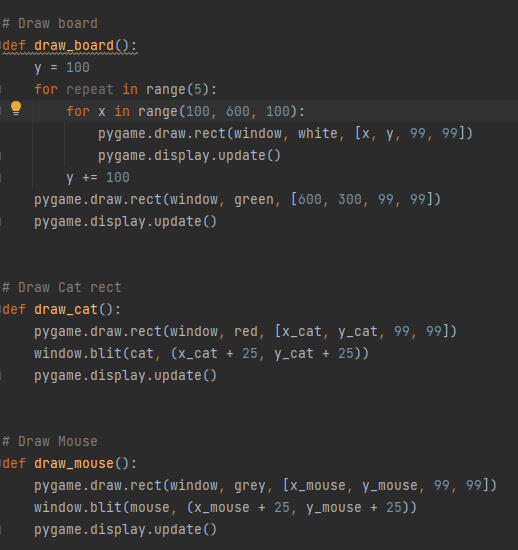 # Draw board
def draw_board():
    y = 100
    for repeat in range(5):
        for x in range(100, 600, 100):
            pygame.draw.rect(window, white, [x, y, 99, 99])
            pygame.display.update()
        y += 100
    pygame.draw.rect(window, green, [600, 300, 99, 99])
    pygame.display.update()
# Draw Cat rect
def draw_cat():
    pygame.draw.rect(window, red, [x_cat, y_cat, 99, 99])
    window.blit(cat, (x_cat + 25, y_cat + 25))
    pygame.display.update()
# Draw Mouse
def draw_mouse():
    pygame.draw.rect(window, grey, [x_mouse, y_mouse, 99, 99])
    window.blit(mouse, (x_mouse + 25, y_mouse + 25))
    pygame.display.update()